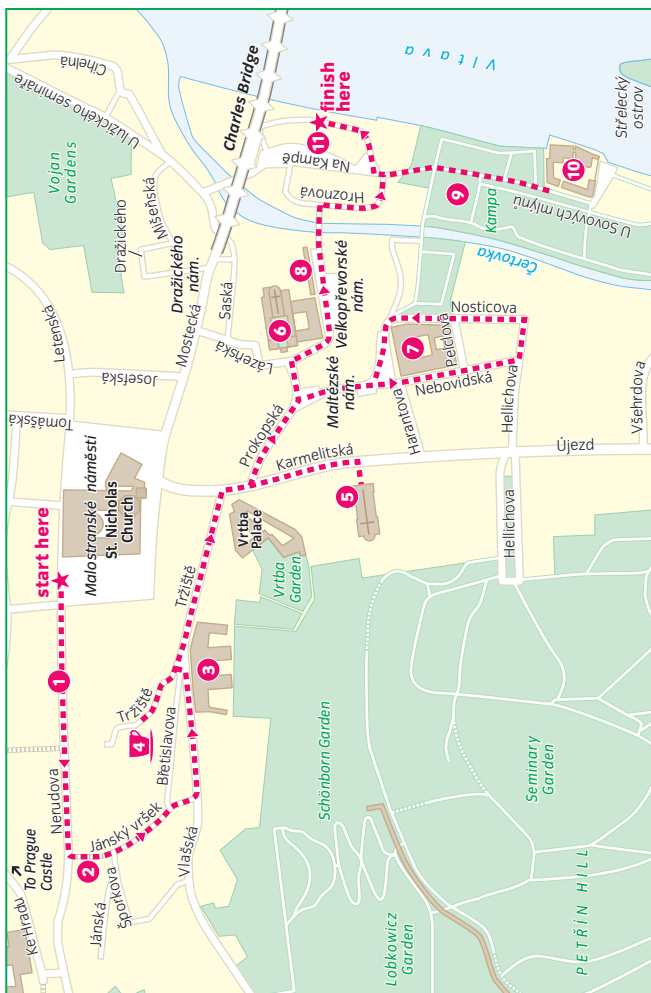 Ke Hradu
To Prague
Castle
Nerudova
1
start here
Tomášská
Letenská
Vojan
Gardens
Cihelná
U lužického semináře
2
Jánská
Šporkova
Jánský vršek
Vlašská
Břetislavova
Tržiště
4
3
Tržiště
Malostranské náměstí
St. Nicholas
Church
Josefská
Mostecká
Dražického
Mišenská
Dražického
nám.
Saská
Lázeňská
Charles Bridge
Vltava
Vrtba
Palace
Vrtba
Garden
Prokopská
Karmelitská
5
6
8
Maltézské
nám.
Velkopřevorské
nám.
Hroznová
Na Kampě
11
finish
here
Schönborn Garden
Lobkowicz
Garden
Seminary
Garden
PETŘÍN HILL
Harantova
7
Pelclova
Nebovidská
Nosticova
Hellichova
Hellichova
Újezd
Všehrdova
Čertovka
9
Kampa
U Sovových mlýnů
10
Střelecký
ostrov